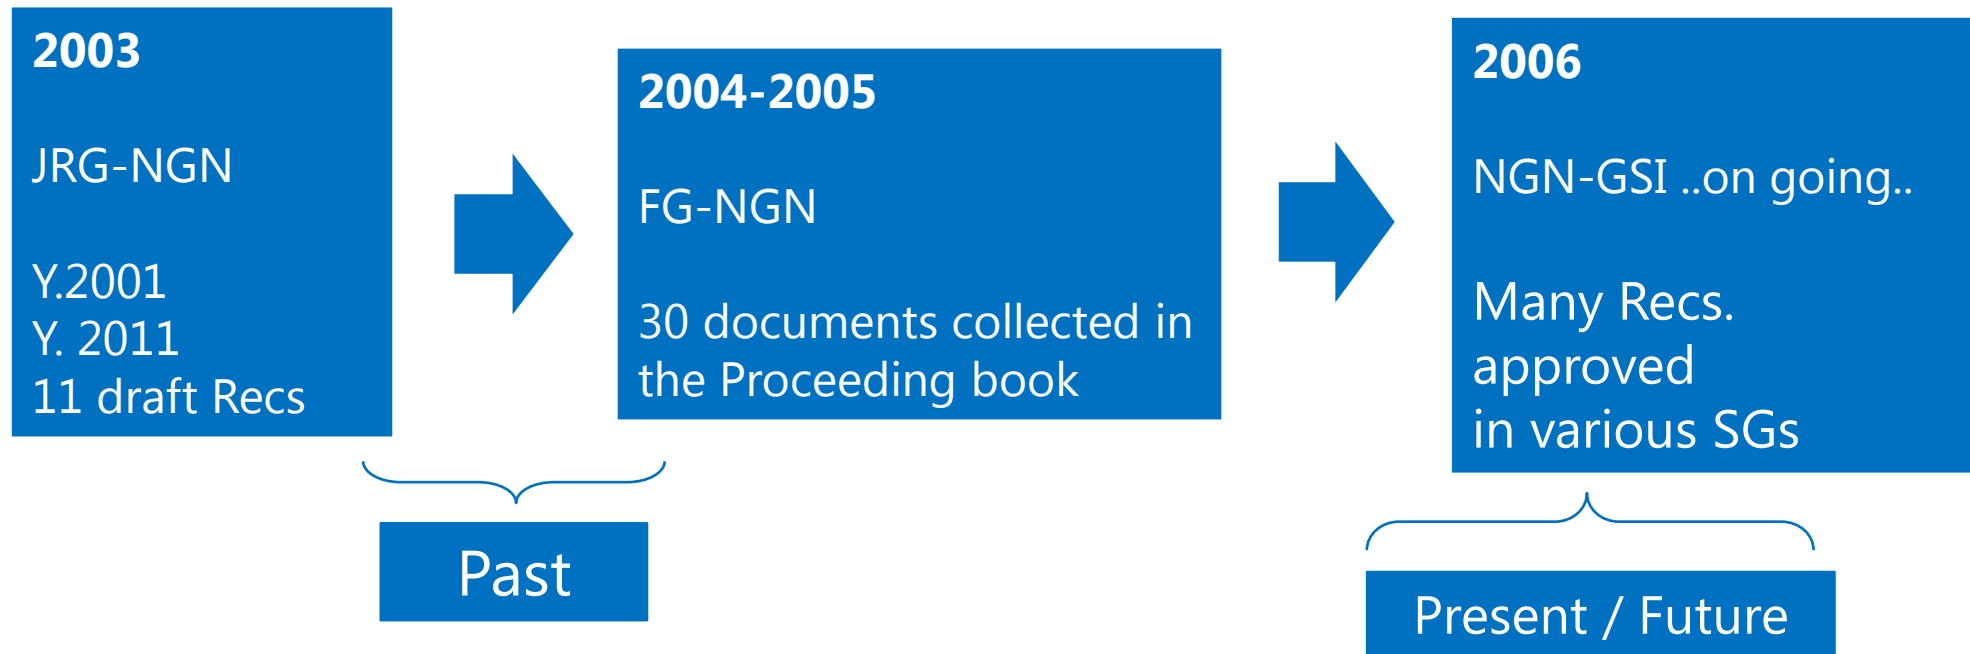 2003
JRG-NGN
Y.2001
Y. 2011
11 draft Recs
2004-2005
FG-NGN
30 documents collected in
the Proceeding book
2006
NGN-GSI ..on going..
Many Recs.
approved
in various SGs
Past
Present / Future